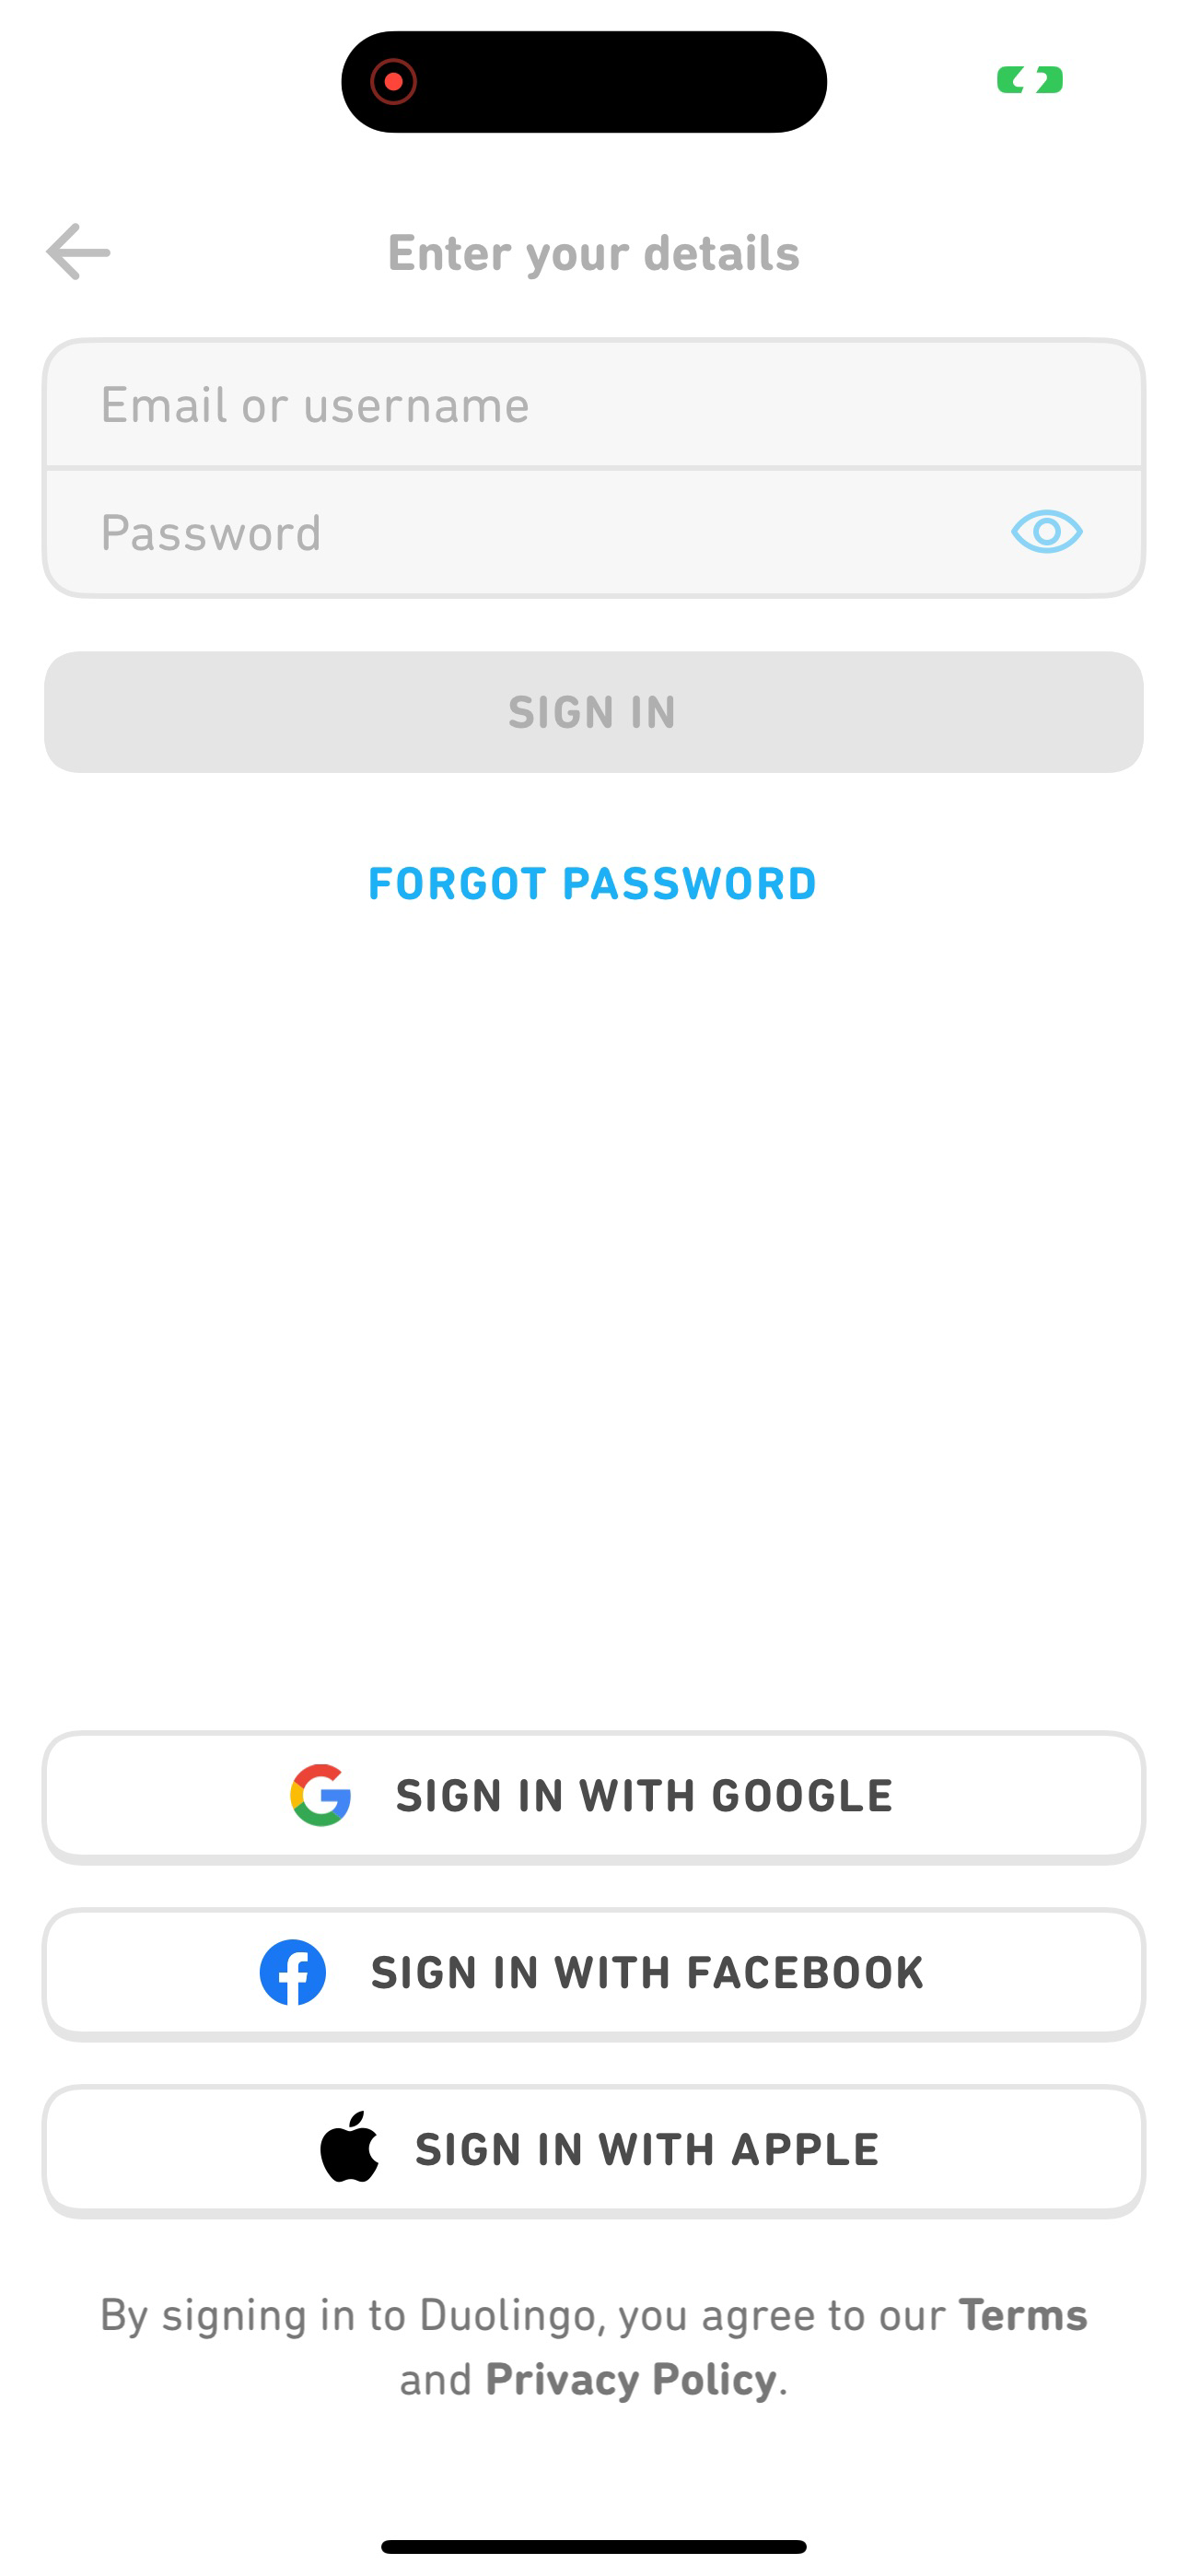 Enter your details
Email or username
Password
SIGN IN
FORGOT PASSWORD
SIGN IN WITH GOOGLE
SIGN IN WITH FACEBOOK
SIGN IN WITH APPLE
By signing in to Duolingo, you agree to our Terms
and Privacy Policy.